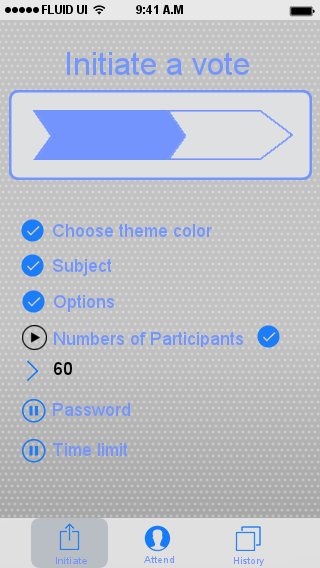 FLUID UI 9:41 A.M
Initiate a vote
Choose theme color
Subject
Options
Numbers of Participants
60
Password
Time limit
Initiate Attend History